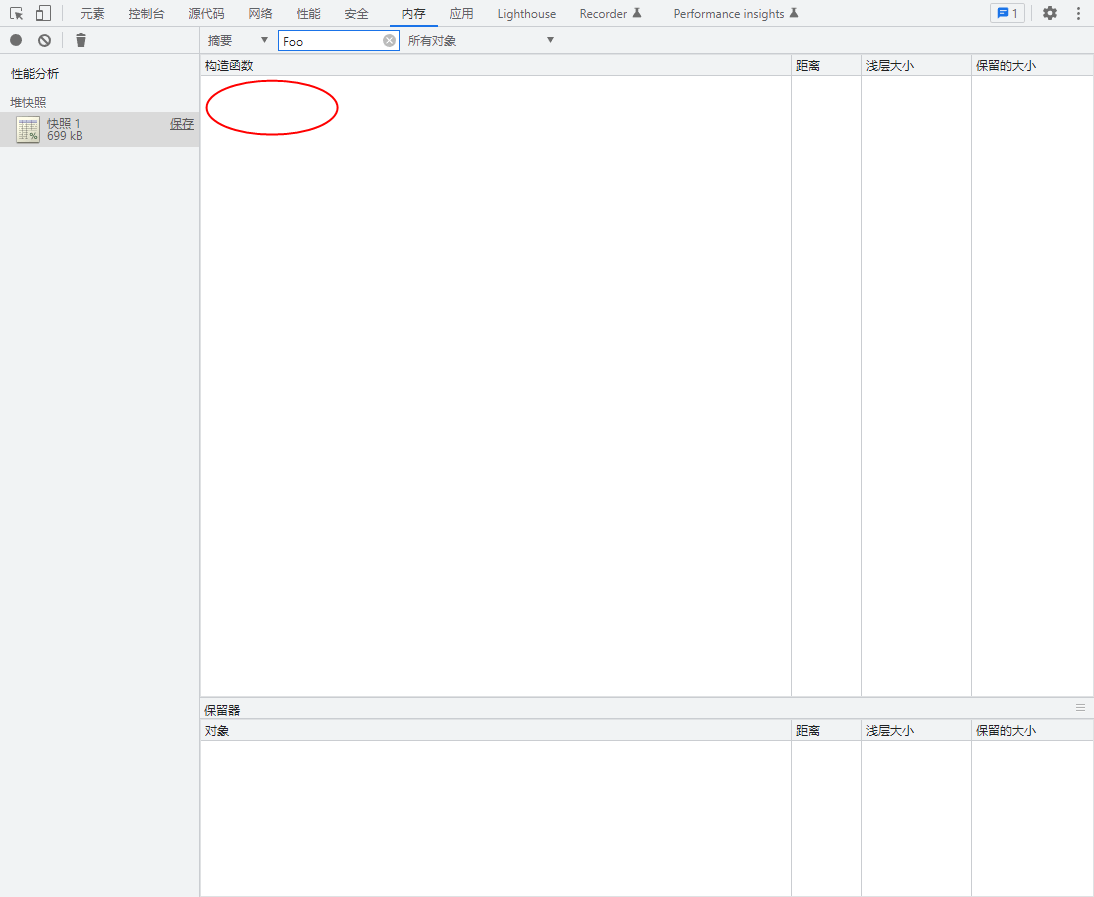 元素 控制台 源代码 网络 性能 安全 内存 应用 Lighthouse Recorder Performance insights 1
摘要 Foo 所有对象
性能分析
堆快照
快照 1 保存
699 kB
构造函数 距离 浅层大小 保留的大小
保留器
对象 距离 浅层大小 保留的大小